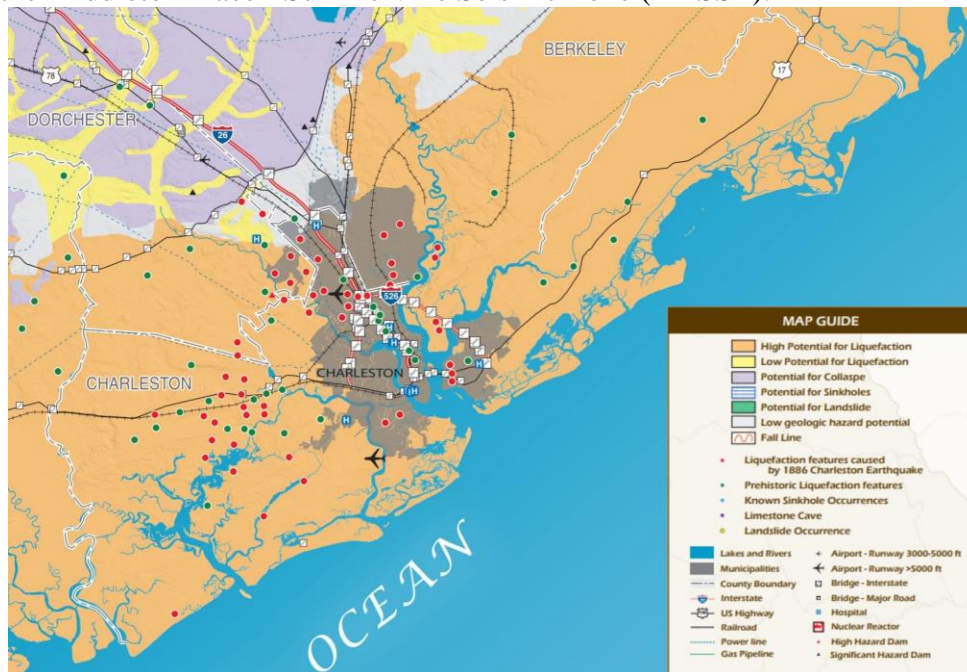 BERKELEY
78
17
DORCHESTER
26
H
H
526
H
H
CHARLESTON
CHARLESTON
H
H
OCEAN
MAP GUIDE
High Potential for Liquefaction
Low Potential for Liquefaction
Potential for Collaspe
Potential for Sinkholes
Potential for Landslide
Low geologic hazard potential
Fall Line
Liquefaction features caused
by 1886 Charleston Earthquake
Prehistoric Liquefaction features
Known Sinkhole Occurrences
Limestone Cave
Landslide Occurrence
Lakes and Rivers
Municipalities
County Boundary
Interstate
US Highway
Railroad
Power line
Gas Pipeline
Airport - Runway 3000-5000 ft
Airport - Runway >5000 ft
Bridge - Interstate
Bridge - Major Road
Hospital
Nuclear Reactor
High Hazard Dam
Significant Hazard Dam